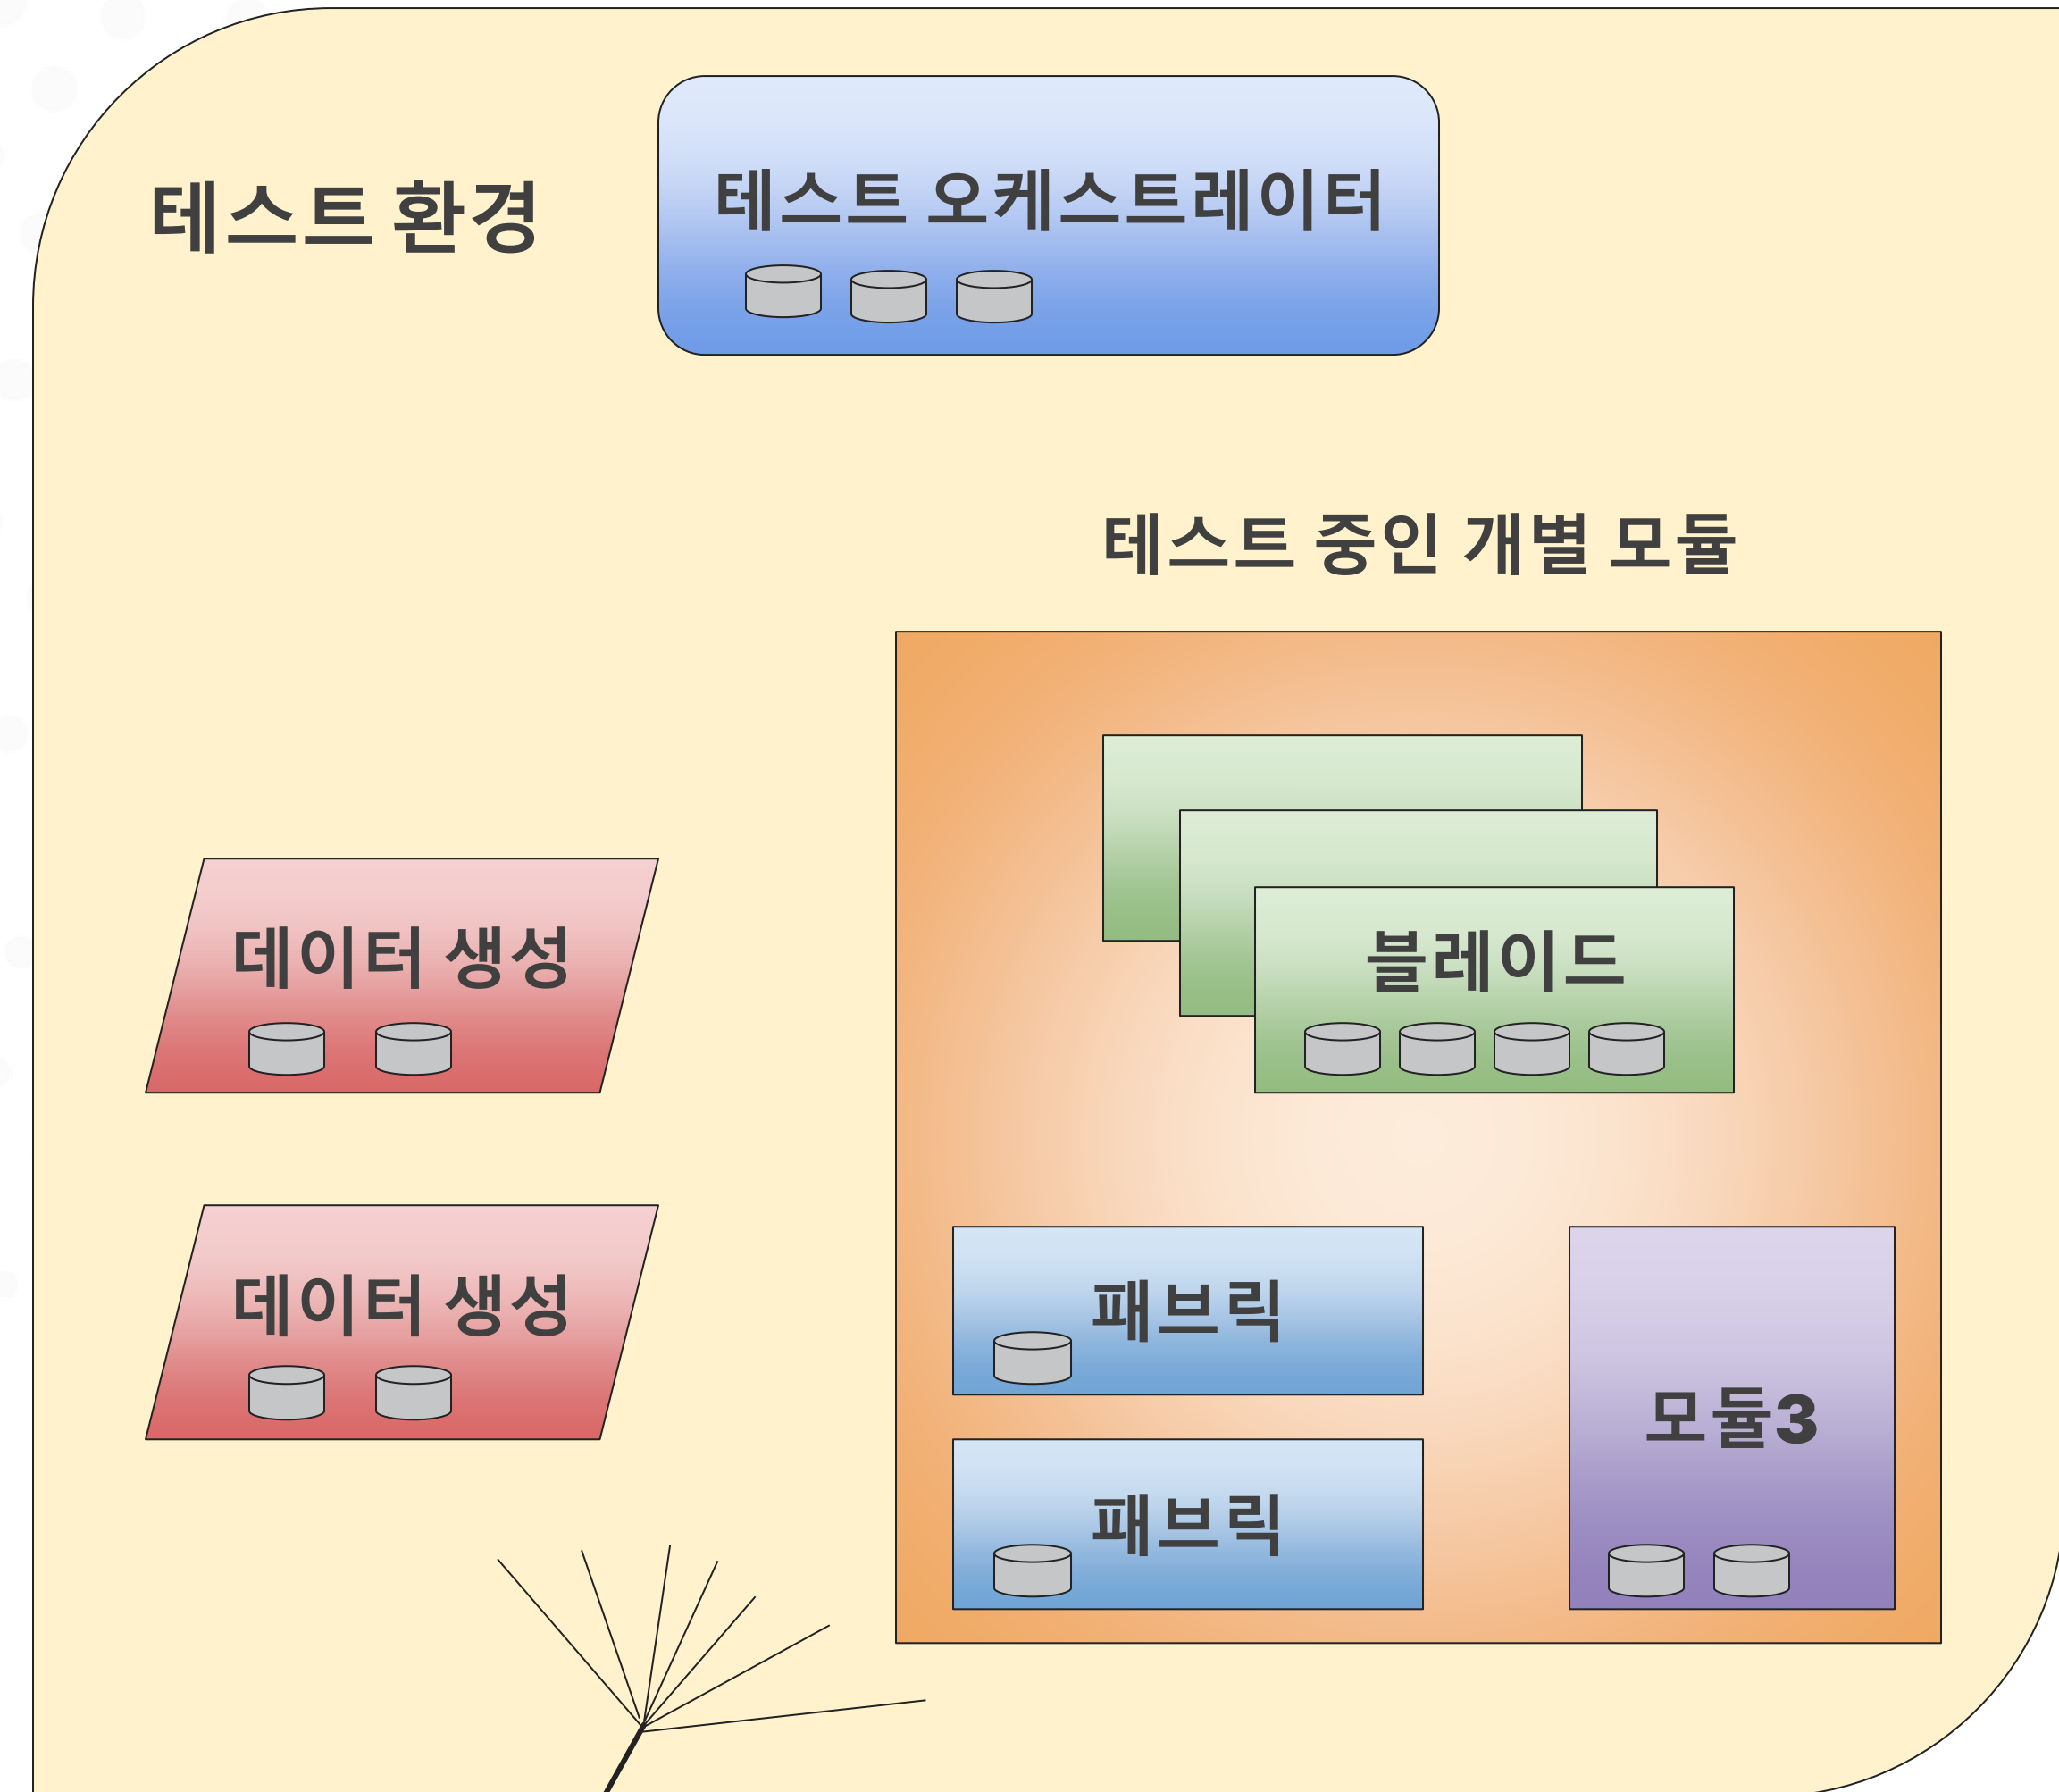 테스트 환경
테스트 오케스트레이터
테스트 중인 개별 모듈
데이터 생성
블레이드
데이터 생성
패브릭
모듈3
패브릭